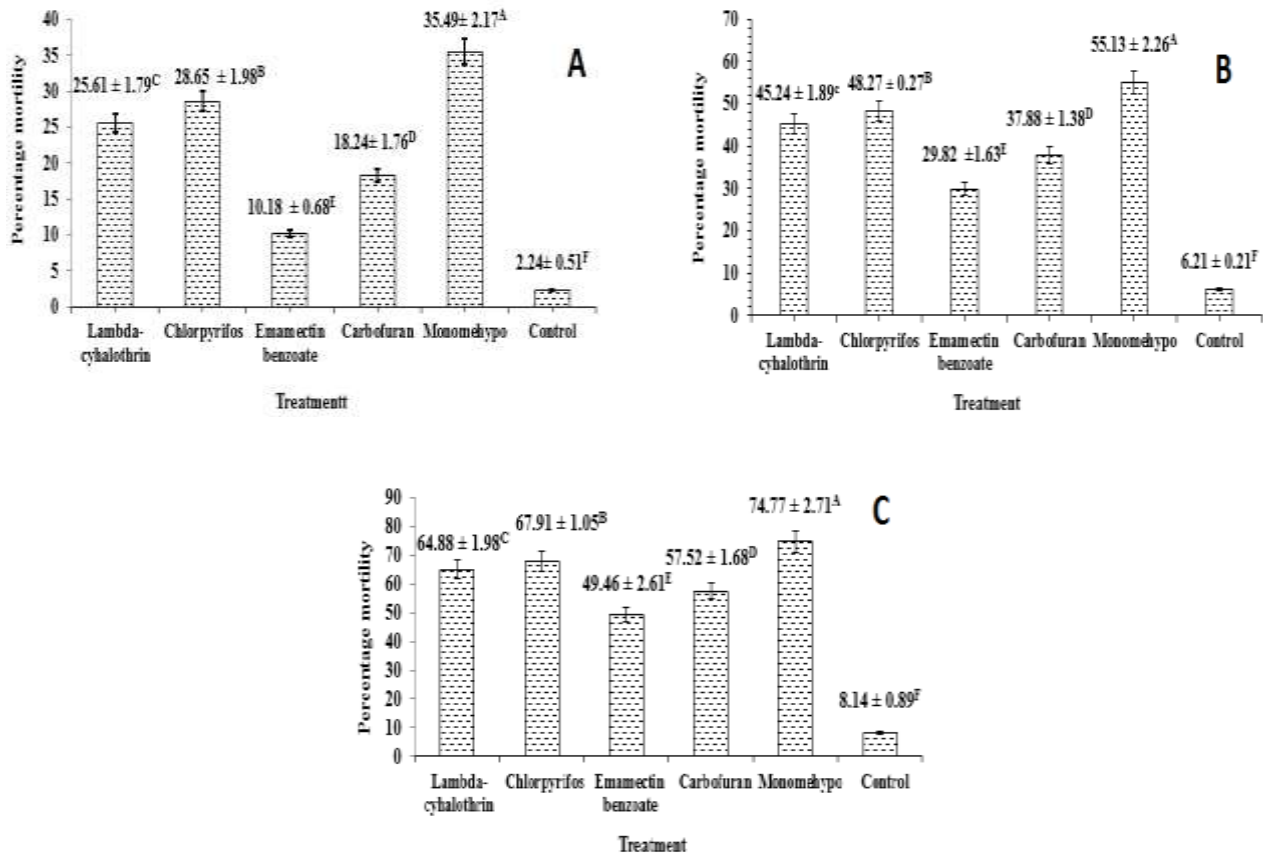 A
Percentage mortility
40
35
30
25
20
15
10
5
0
25.61 ± 1.79ᶜ
28.65 ± 1.98ᴮ
10.18 ± 0.68ᴱ
18.24± 1.76ᴰ
35.49± 2.17ᴬ
2.24± 0.51ᶠ
Lambda-
cyhalothrin
Chlorpyrifos
Emamectin
benzoate
Carbofuran
Monomehypo
Control
Treatmentt
B
Percentage mortility
70
60
50
40
30
20
10
0
45.24 ± 1.89ᶜ
48.27 ± 0.27ᴮ
29.82 ±1.63ᴱ
37.88 ± 1.38ᴰ
55.13 ± 2.26ᴬ
6.21 ± 0.21ᶠ
Lambda-
cyhalothrin
Chlorpyrifos
Emamectin
benzoate
Carbofuran
Monomehypo
Control
Treatment
C
Percentage mortility
90
80
70
60
50
40
30
20
10
0
64.88 ± 1.98ᶜ
67.91 ± 1.05ᴮ
49.46 ± 2.61ᴱ
57.52 ± 1.68ᴰ
74.77 ± 2.71ᴬ
8.14 ± 0.89ᶠ
Lambda-
cyhalothrin
Chlorpyrifos
Emamectin
benzoate
Carbofuran
Monomehypo
Control
Treatment